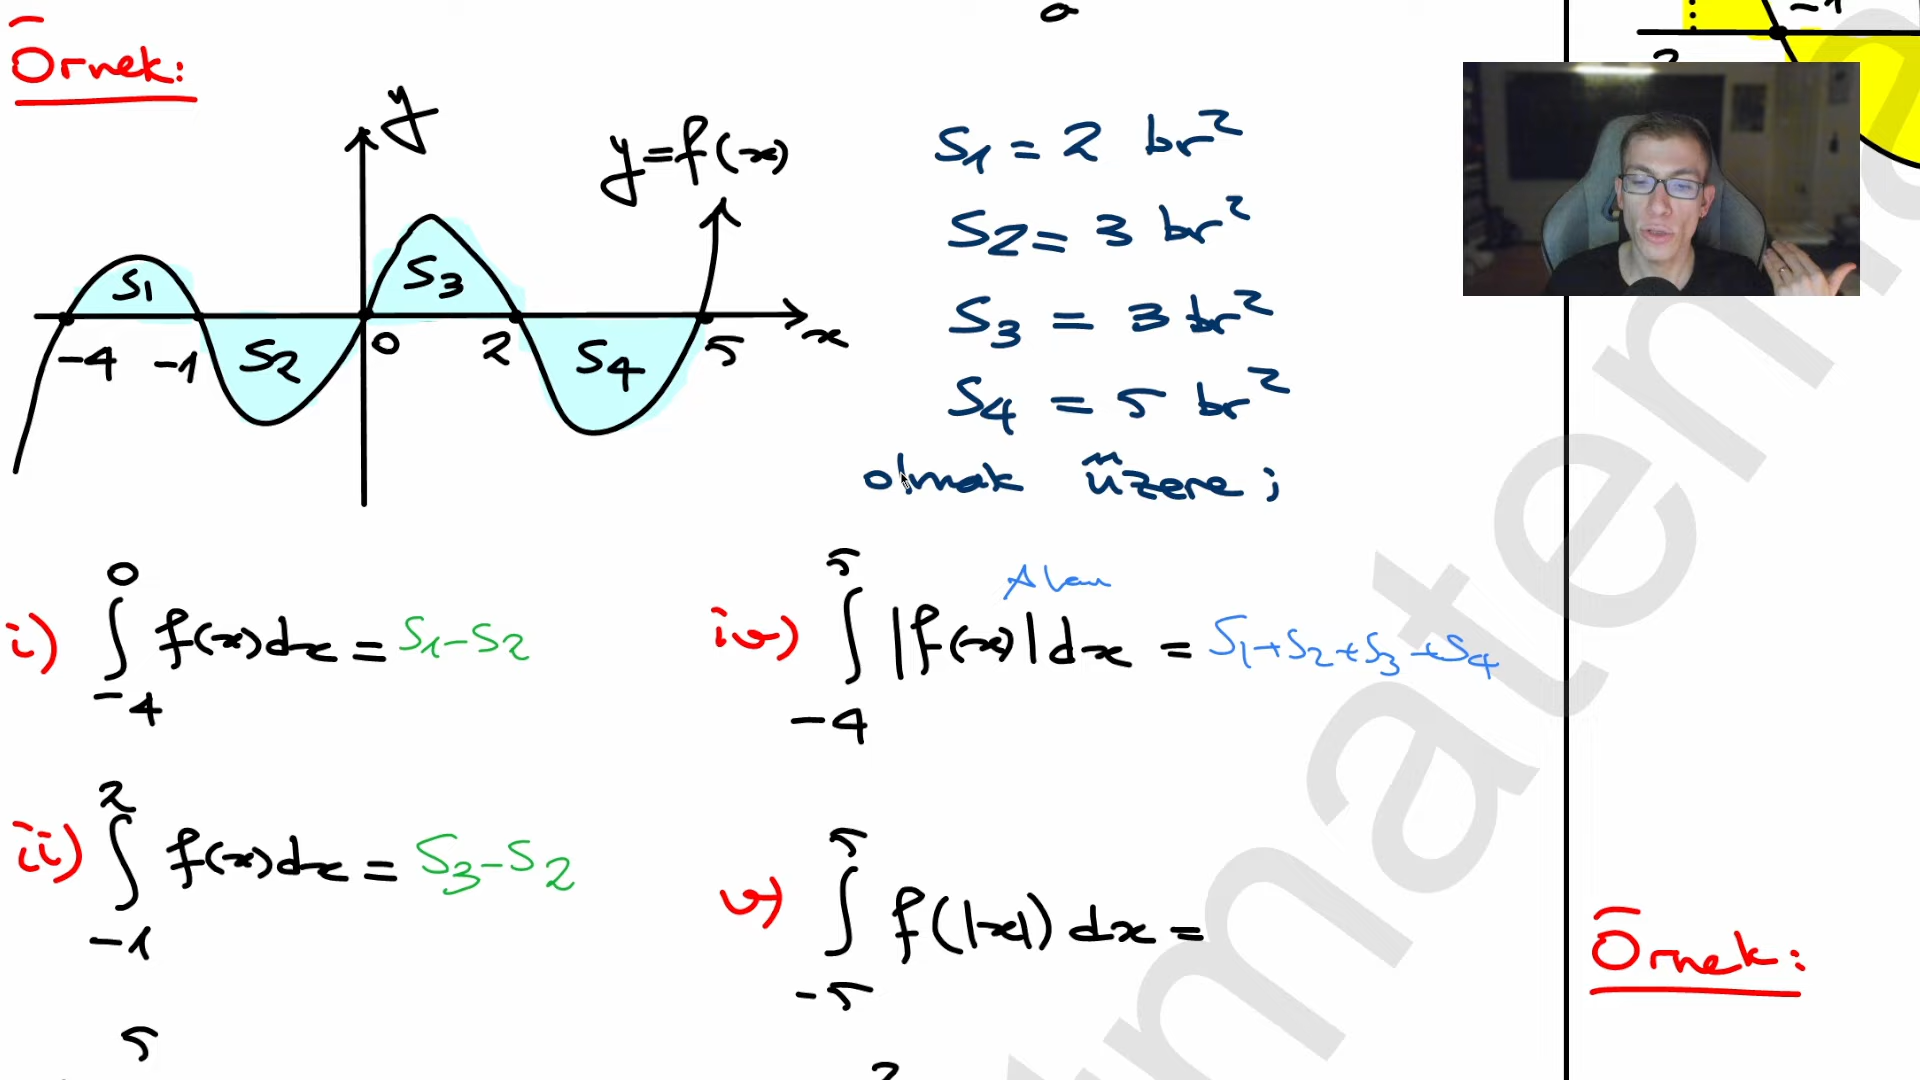 Örnek:
y
y=f(x)
S1
S2
S3
S4
-4
-1
0
2
5
x
S1 = 2 br²
S2 = 3 br²
S3 = 3 br²
S4 = 5 br²
olmak üzere ;
i) ∫_{-4}^{0} f(x)dx = S1-S2
ii) ∫_{-1}^{2} f(x)dx = S3-S2
5
Alan
iv) ∫_{-4}^{5} |f(x)|dx = S1+S2+S3+S4
v) ∫_{-5}^{5} f(|x|) dx =
-1
Örnek: